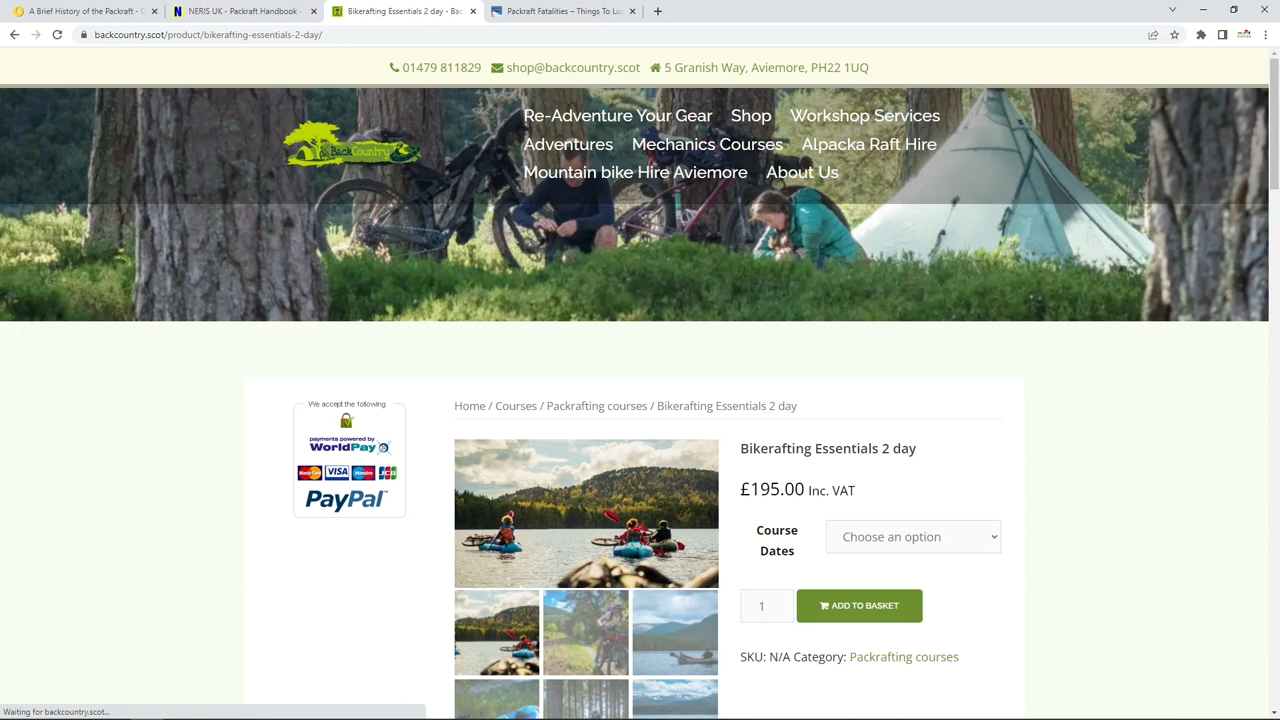 A Brief History of the Packraft - C
NERIS UK - Packraft Handbook -
Bikerafting Essentials 2 day - Bac
Packraft Fatalities – Things To Luc
backcountry.scot/product/bikerafting-essentials-2-day/
01479 811829 shop@backcountry.scot 5 Granish Way, Aviemore, PH22 1UQ
BackCountry
Re-Adventure Your Gear Shop Workshop Services
Adventures Mechanics Courses Alpacka Raft Hire
Mountain bike Hire Aviemore About Us
We accept the following
payments powered by
WorldPay
MasterCard VISA Maestro JCB
PayPal
Home / Courses / Packrafting courses / Bikerafting Essentials 2 day
Bikerafting Essentials 2 day
£195.00 Inc. VAT
Course
Dates
Choose an option
1
ADD TO BASKET
SKU: N/A Category: Packrafting courses
Waiting for backcountry.scot...